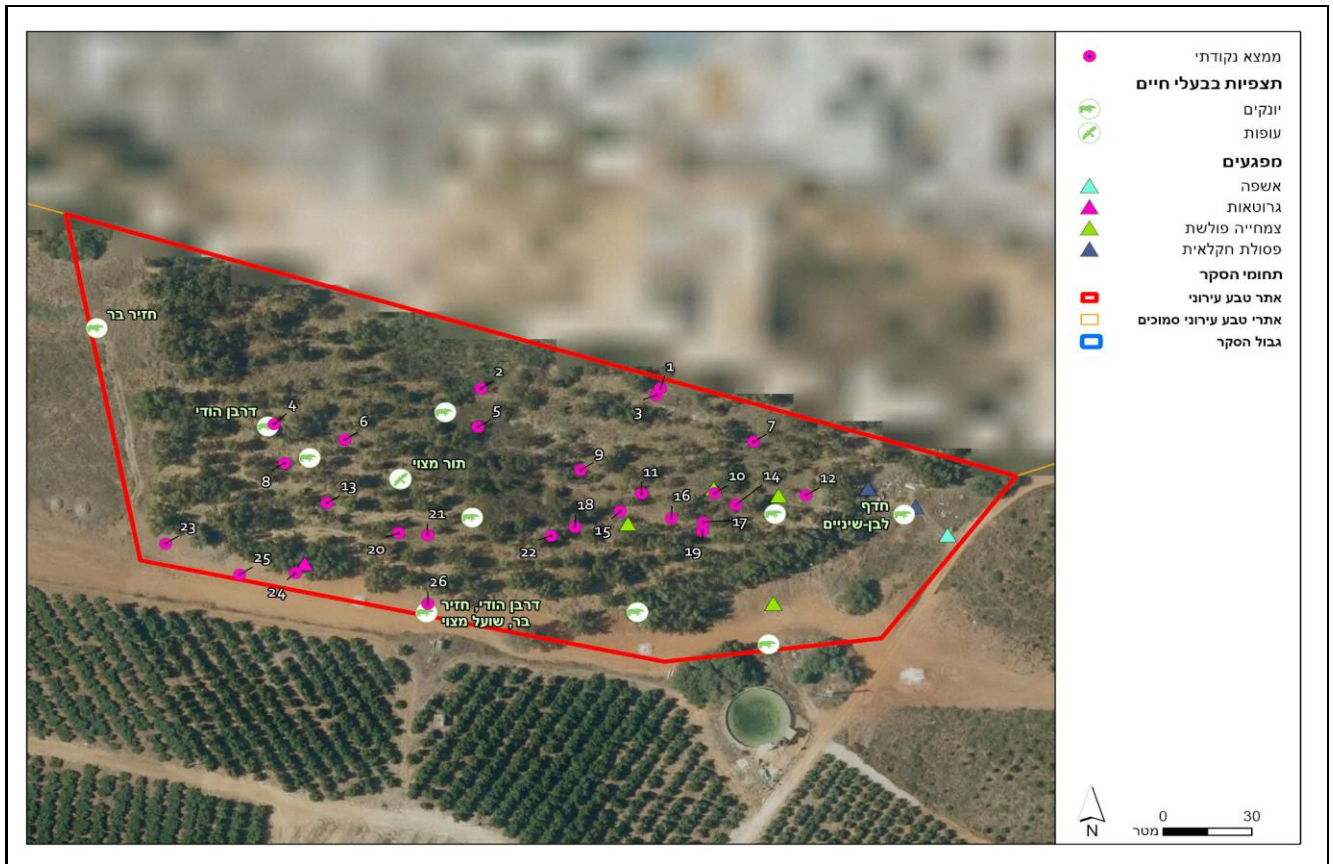 ממצא נקודתי
תצפיות בבעלי חיים
יונקים
עופות
מפגעים
אשפה
גרוטאות
צמחייה פולשת
פסולת חקלאית
תחומי הסקר
אתר טבע עירוני
אתרי טבע עירוני סמוכים
גבול הסקר
חזיר בר
דרבן הודי
תור מצוי
חדף
לבן-שיניים
דרבן הודי, חזיר
בר, שועל מצוי
1
2
3
4
5
6
7
8
9
10
11
12
13
14
15
16
17
18
19
20
21
22
23
24
25
26
N
0 30
מטר